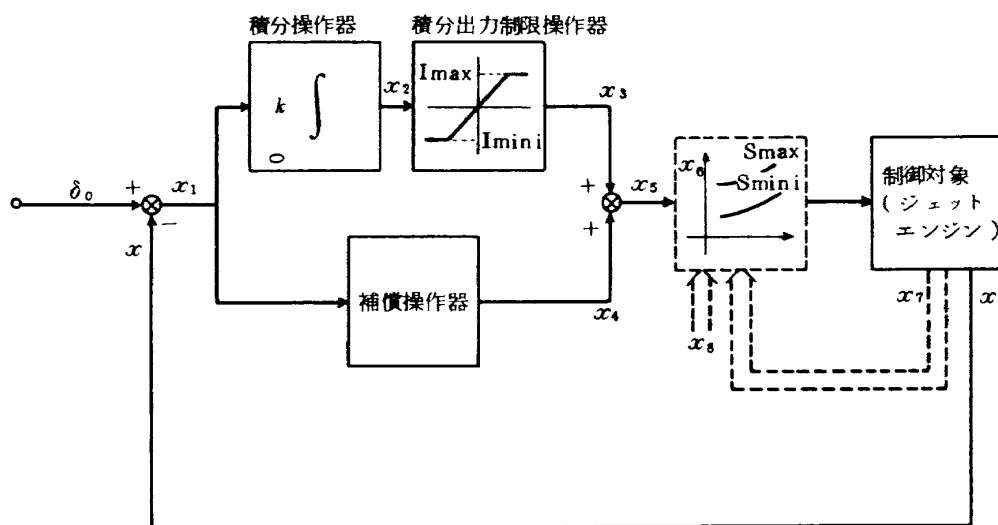 積分操作器
積分出力制限操作器
k ∫
0
x₂
Imax
Imini
x₃
δ₀
+
−
x₁
x
+
+
x₅
x₆
Smax
Smini
制御対象
(ジェット
エンジン)
補償操作器
x₄
x₈
x₇
x